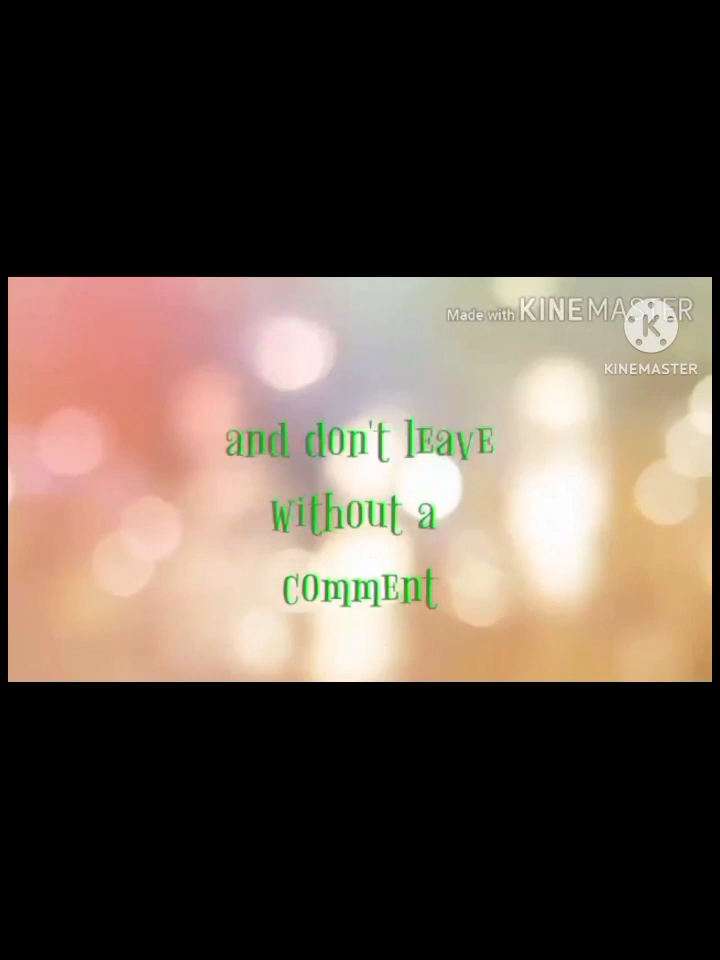 Made with KINEMASTER
KINEMASTER
and don't lEavE
without a
commEnt